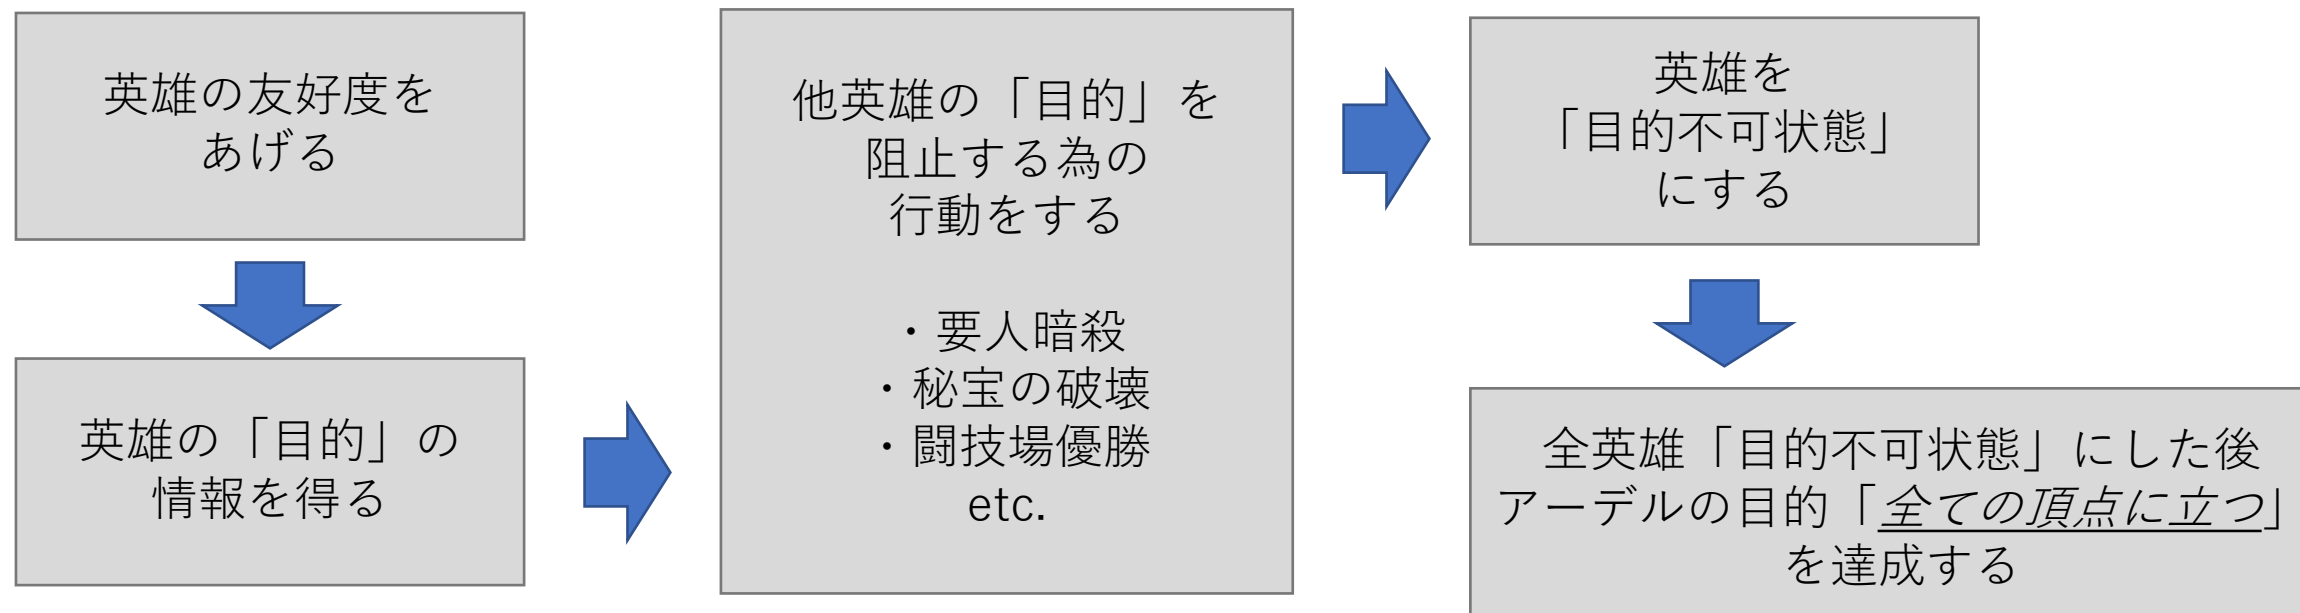 英雄の友好度を
あげる
英雄の「目的」の
情報を得る
他英雄の「目的」を
阻止する為の
行動をする
・要人暗殺
・秘宝の破壊
・闘技場優勝
etc.
英雄を
「目的不可状態」
にする
全英雄「目的不可状態」にした後
アーデルの目的「全ての頂点に立つ」
を達成する